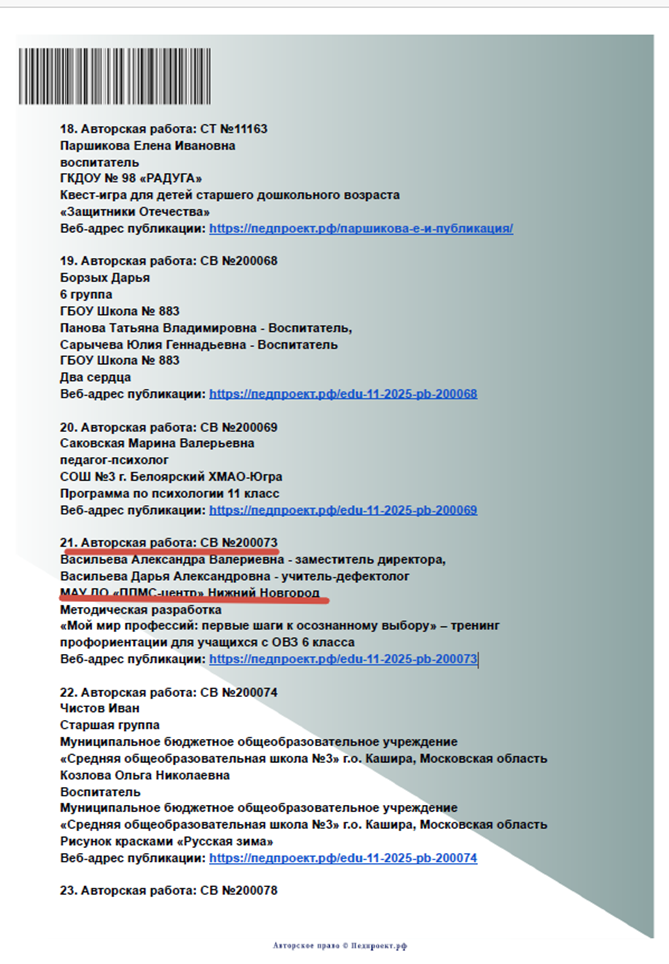 18. Авторская работа: СТ №11163
Паршикова Елена Ивановна
воспитатель
ГКДОУ № 98 «РАДУГА»
Квест-игра для детей старшего дошкольного возраста
«Защитники Отечества»
Веб-адрес публикации: https://педпроект.рф/паршикова-е-и-публикация/
19. Авторская работа: СВ №200068
Борзых Дарья
6 группа
ГБОУ Школа № 883
Панова Татьяна Владимировна - Воспитатель,
Сарычева Юлия Геннадьевна - Воспитатель
ГБОУ Школа № 883
Два сердца
Веб-адрес публикации: https://педпроект.рф/edu-11-2025-pb-200068
20. Авторская работа: СВ №200069
Саковская Марина Валерьевна
педагог-психолог
СОШ №3 г. Белоярский ХМАО-Югра
Программа по психологии 11 класс
Веб-адрес публикации: https://педпроект.рф/edu-11-2025-pb-200069
21. Авторская работа: СВ №200073
Васильева Александра Валериевна - заместитель директора,
Васильева Дарья Александровна - учитель-дефектолог
МАУ ДО «ППМС-центр» Нижний Новгород
Методическая разработка
«Мой мир профессий: первые шаги к осознанному выбору» – тренинг
профориентации для учащихся с ОВЗ 6 класса
Веб-адрес публикации: https://педпроект.рф/edu-11-2025-pb-200073
22. Авторская работа: СВ №200074
Чистов Иван
Старшая группа
Муниципальное бюджетное общеобразовательное учреждение
«Средняя общеобразовательная школа №3» г.о. Кашира, Московская область
Козлова Ольга Николаевна
Воспитатель
Муниципальное бюджетное общеобразовательное учреждение
«Средняя общеобразовательная школа №3» г.о. Кашира, Московская область
Рисунок красками «Русская зима»
Веб-адрес публикации: https://педпроект.рф/edu-11-2025-pb-200074
23. Авторская работа: СВ №200078
Авторское право © Педпроект.рф